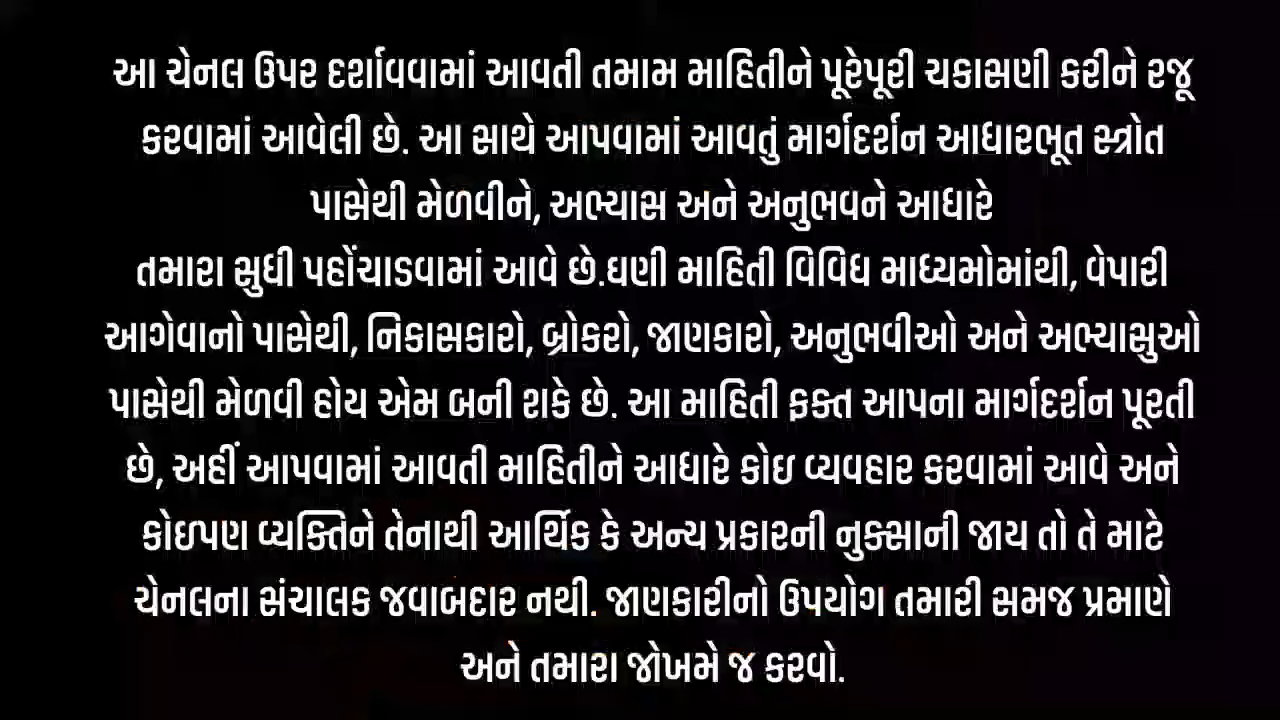 આ ચેનલ ઉપર દર્શાવવામાં આવતી તમામ માહિતીને પૂરેપૂરી ચકાસણી કરીને રજૂ
કરવામાં આવેલી છે. આ સાથે આપવામાં આવતું માર્ગદર્શન આધારભૂત સ્ત્રોત
પાસેથી મેળવીને, અભ્યાસ અને અનુભવને આધારે
તમારા સુધી પહોંચાડવામાં આવે છે.ઘણી માહિતી વિવિધ માધ્યમોમાંથી, વેપારી
આગેવાનો પાસેથી, નિકાસકારો, બ્રોકરો, જાણકારો, અનુભવીઓ અને અભ્યાસુઓ
પાસેથી મેળવી હોય એમ બની શકે છે. આ માહિતી ફક્ત આપના માર્ગદર્શન પૂરતી
છે, અહીં આપવામાં આવતી માહિતીને આધારે કોઇ વ્યવહાર કરવામાં આવે અને
કોઇપણ વ્યક્તિને તેનાથી આર્થિક કે અન્ય પ્રકારની નુક્સાની જાય તો તે માટે
ચેનલના સંચાલક જવાબદાર નથી. જાણકારીનો ઉપયોગ તમારી સમજ પ્રમાણે
અને તમારા જોખમે જ કરવો.